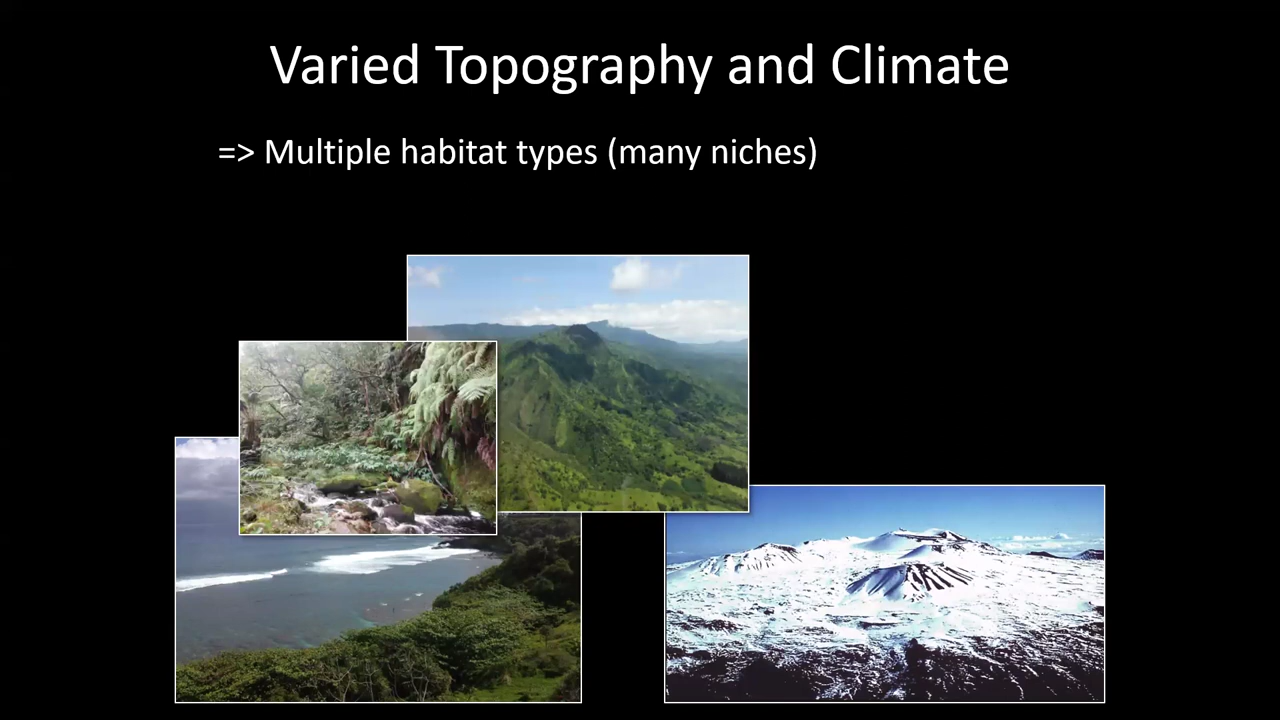 Varied Topography and Climate
=> Multiple habitat types (many niches)